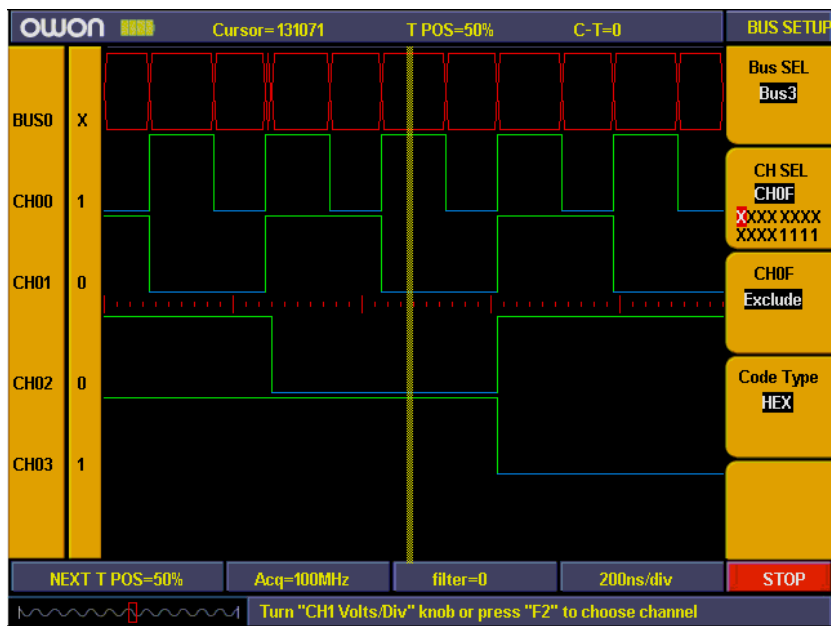 owon Cursor=131071 T POS=50% C-T=0 BUS SETUP
Bus SEL
Bus3
BUS0 X
CH SEL
CH0F
XXXX XXXX
XXXX1111
CH00 1
CH01 0
CH0F
Exclude
CH02 0
Code Type
HEX
CH03 1
NEXT T POS=50% Acq=100MHz filter=0 200ns/div STOP
Turn "CH1 Volts/Div" knob or press "F2" to choose channel